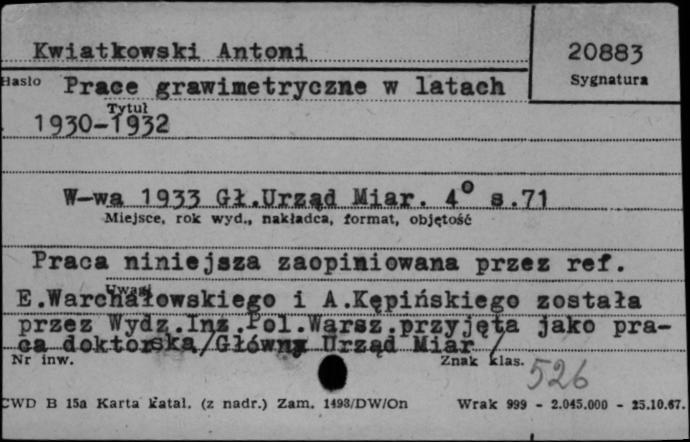 Kwiatkowski Antoni
20883
Hasło
Sygnatura
Prace grawimetryczne w latach
Tytuł
1930-1932
W-wa 1933 Gł.Urząd Miar. 4° s.71
Miejsce, rok wyd., nakładca, format, objętość
Praca niniejsza zaopiniowana przez ref.
Uwagi
E.Warchałowskiego i A.Kępińskiego została
przez Wydz.Inż.Pol.Warsz.przyjęta jako pra-
ca doktorska/Główny Urząd Miar /
Nr inw.
Znak klas.
526
CWD B 15a Karta katal. (z nadr.) Zam. 1493/DW/On
Wrak 999 - 2.045.000 - 25.10.67.